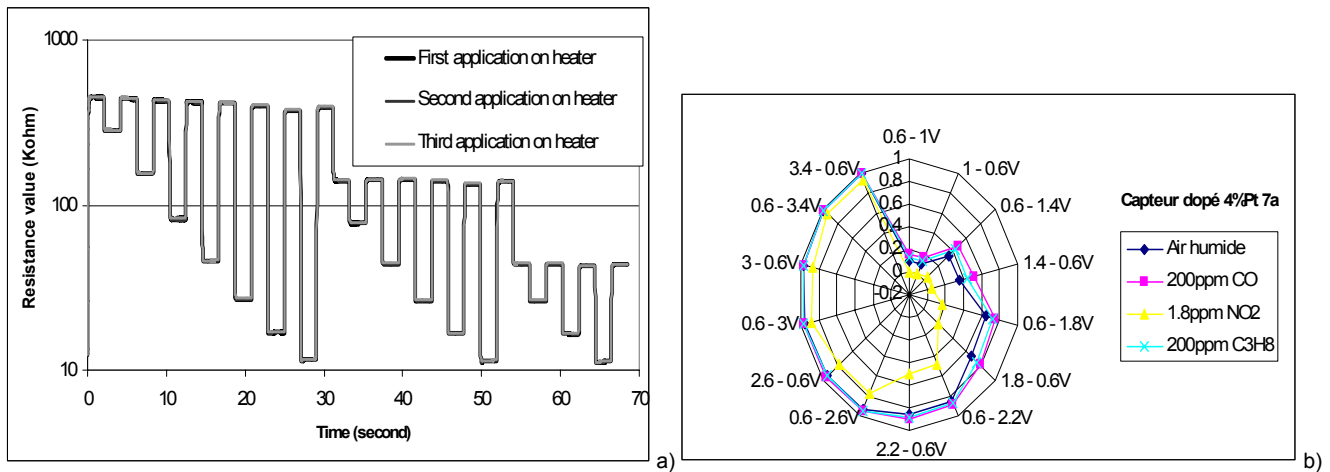 1000
100
10
Resistance value (Kohm)
First application on heater
Second application on heater
Third application on heater
0 10 20 30 40 50 60 70
Time (second)
a)
0.6 - 1V
1 - 0.6V
0.6 - 1.4V
1.4 - 0.6V
0.6 - 1.8V
1.8 - 0.6V
0.6 - 2.2V
2.2 - 0.6V
0.6 - 2.6V
2.6 - 0.6V
0.6 - 3V
3 - 0.6V
0.6 - 3.4V
3.4 - 0.6V
1
0.8
0.6
0.4
0.2
0
-0.2
Capteur dopé 4%Pt 7a
Air humide
200ppm CO
1.8ppm NO2
200ppm C3H8
b)